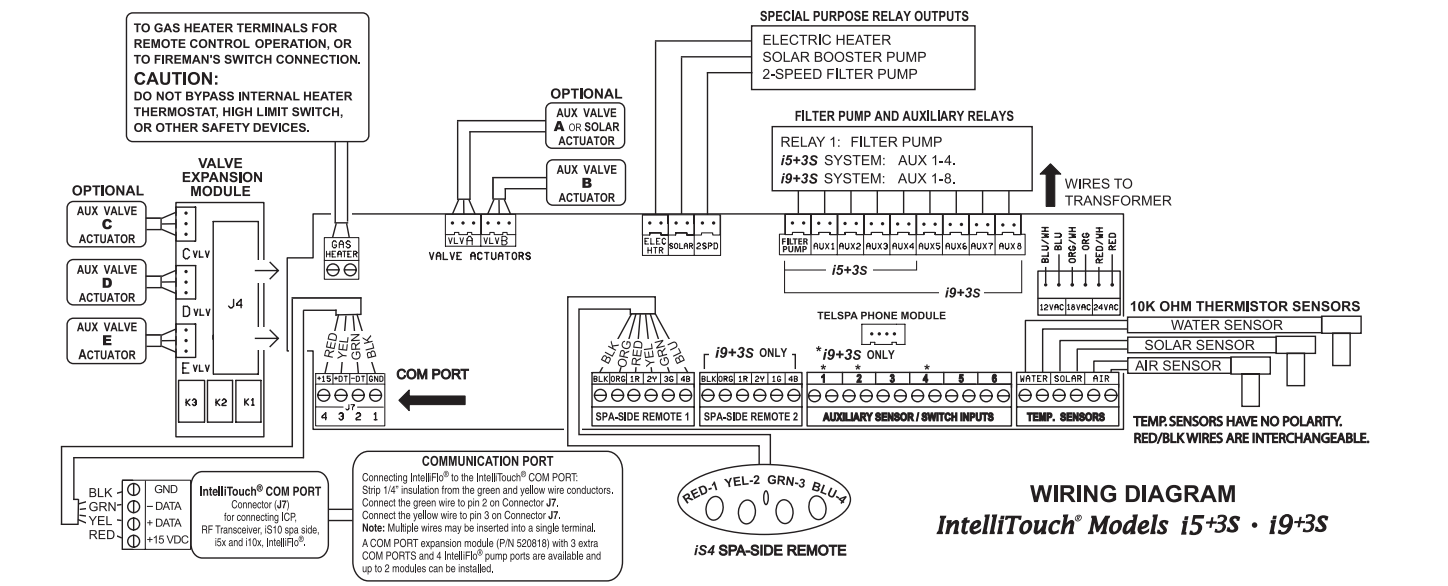 TO GAS HEATER TERMINALS FOR
REMOTE CONTROL OPERATION, OR
TO FIREMAN'S SWITCH CONNECTION.
CAUTION:
DO NOT BYPASS INTERNAL HEATER
THERMOSTAT, HIGH LIMIT SWITCH,
OR OTHER SAFETY DEVICES.
SPECIAL PURPOSE RELAY OUTPUTS
ELECTRIC HEATER
SOLAR BOOSTER PUMP
2-SPEED FILTER PUMP
OPTIONAL
AUX VALVE
A OR SOLAR
ACTUATOR
AUX VALVE
B
ACTUATOR
FILTER PUMP AND AUXILIARY RELAYS
RELAY 1: FILTER PUMP
i5+3S SYSTEM: AUX 1-4.
i9+3S SYSTEM: AUX 1-8.
WIRES TO
TRANSFORMER
VALVE
EXPANSION
MODULE
OPTIONAL
AUX VALVE
C
ACTUATOR
AUX VALVE
D
ACTUATOR
AUX VALVE
E
ACTUATOR
C VLV
D VLV
E VLV
J4
K3 K2 K1
GAS
HEATER
VLVA VLVB
VALVE ACTUATORS
ELEC
HTR SOLAR 2SPD
FILTER
PUMP AUX1 AUX2 AUX3 AUX4 AUX5 AUX6 AUX7 AUX8
i5+3S
i9+3S
BLU/WH BLU ORG/WH ORG RED/WH RED
12VAC 18VAC 24VAC
TELSPA PHONE MODULE
*i9+3S ONLY
10K OHM THERMISTOR SENSORS
WATER SENSOR
SOLAR SENSOR
AIR SENSOR
RED YEL GRN BLK
+15 +DT -DT GND
J7
4 3 2 1
COM PORT
BLK ORG RED YEL GRN BLU
BLK ORG 1R 2Y 3G 4B
SPA-SIDE REMOTE 1
i9+3S ONLY
BLK ORG 1R 2Y 1G 4B
SPA-SIDE REMOTE 2
* * *
1 2 3 4 5 6
AUXILIARY SENSOR / SWITCH INPUTS
WATER SOLAR AIR
TEMP. SENSORS
TEMP. SENSORS HAVE NO POLARITY.
RED/BLK WIRES ARE INTERCHANGEABLE.
BLK GND
GRN – DATA
YEL + DATA
RED +15 VDC
IntelliTouch® COM PORT
Connector (J7)
for connecting ICP,
RF Transceiver, iS10 spa side,
i5x and i10x, IntelliFlo®.
COMMUNICATION PORT
Connecting IntelliFlo® to the IntelliTouch® COM PORT:
Strip 1/4" insulation from the green and yellow wire conductors.
Connect the green wire to pin 2 on Connector J7.
Connect the yellow wire to pin 3 on Connector J7.
Note: Multiple wires may be inserted into a single terminal.
A COM PORT expansion module (P/N 520818) with 3 extra
COM PORTS and 4 IntelliFlo® pump ports are available and
up to 2 modules can be installed.
RED-1 YEL-2 GRN-3 BLU-4
iS4 SPA-SIDE REMOTE
WIRING DIAGRAM
IntelliTouch® Models i5+3S · i9+3S